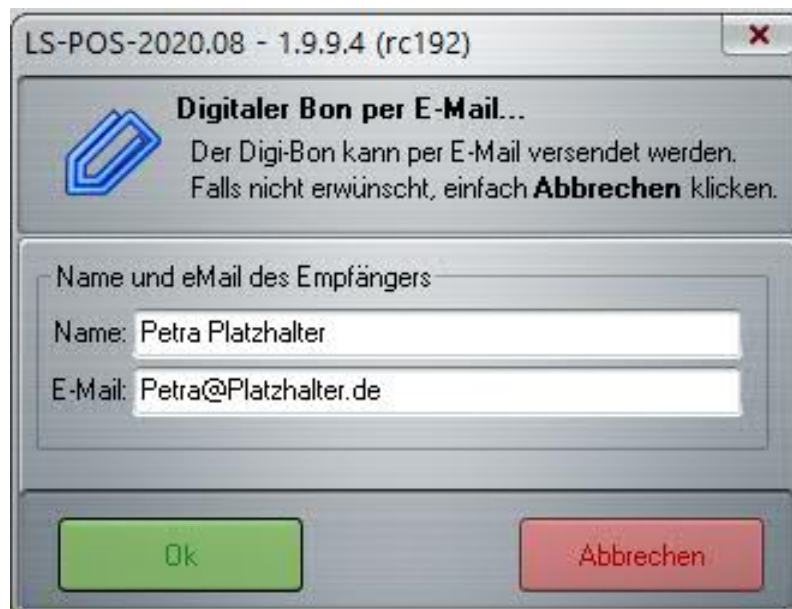 LS-POS-2020.08 - 1.9.9.4 (rc192)
Digitaler Bon per E-Mail...
Der Digi-Bon kann per E-Mail versendet werden.
Falls nicht erwünscht, einfach Abbrechen klicken.
Name und eMail des Empfängers
Name: Petra Platzhalter
E-Mail: Petra@Platzhalter.de
Ok Abbrechen